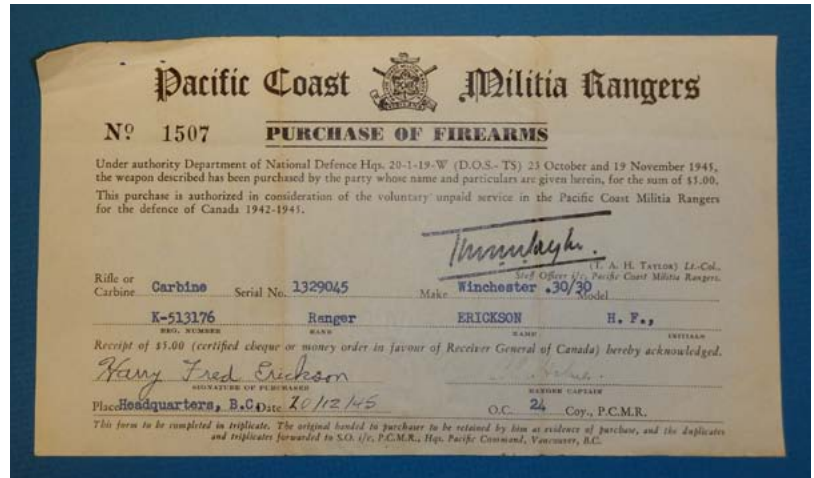 Pacific Coast Militia Rangers
Nº 1507 PURCHASE OF FIREARMS
Under authority Department of National Defence Hqs. 20-1-19-W (D.O.S.- TS) 23 October and 19 November 1945,
the weapon described has been purchased by the party whose name and particulars are given herein, for the sum of $5.00.
This purchase is authorized in consideration of the voluntary unpaid service in the Pacific Coast Militia Rangers
for the defence of Canada 1942-1945.
(T. A. H. TAYLOR) Lt.-Col.,
Staff Officer i/c, Pacific Coast Militia Rangers.
Rifle or
Carbine Carbine Serial No. 1329045 Make Winchester .30/30 Model
K-513176 Ranger ERICKSON H. F.,
REG. NUMBER RANK NAME INITIALS
Receipt of $5.00 (certified cheque or money order in favour of Receiver General of Canada) hereby acknowledged.
Harry Fred Erickson
SIGNATURE OF PURCHASER RANGER CAPTAIN
Place Headquarters, B.C. Date 20/12/45 O.C. 24 Coy., P.C.M.R.
This form to be completed in triplicate. The original handed to purchaser to be retained by him as evidence of purchase, and the duplicates
and triplicates forwarded to S.O. i/c, P.C.M.R., Hqs. Pacific Command, Vancouver, B.C.